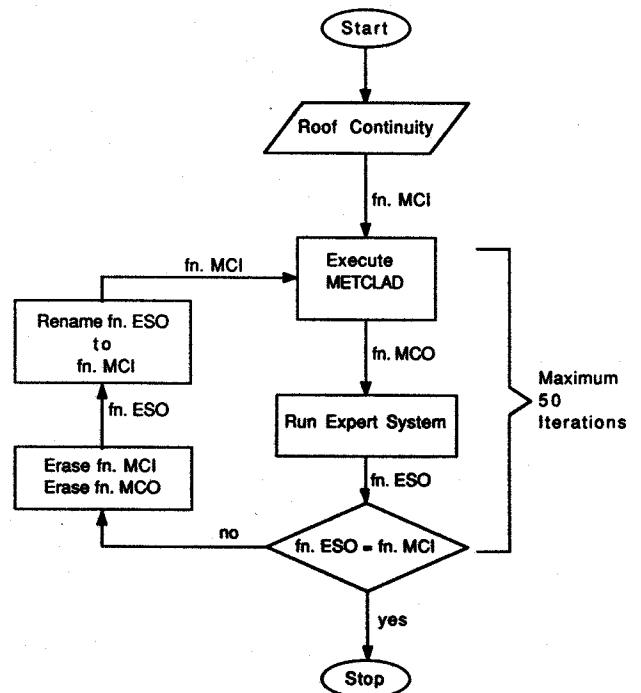 Start
Roof Continuity
fn. MCI
Execute
METCLAD
fn. MCI
Rename fn. ESO
to
fn. MCI
fn. MCO
Maximum
50
Iterations
fn. ESO
Run Expert System
Erase fn. MCI
Erase fn. MCO
fn. ESO
no
fn. ESO = fn. MCI
yes
Stop